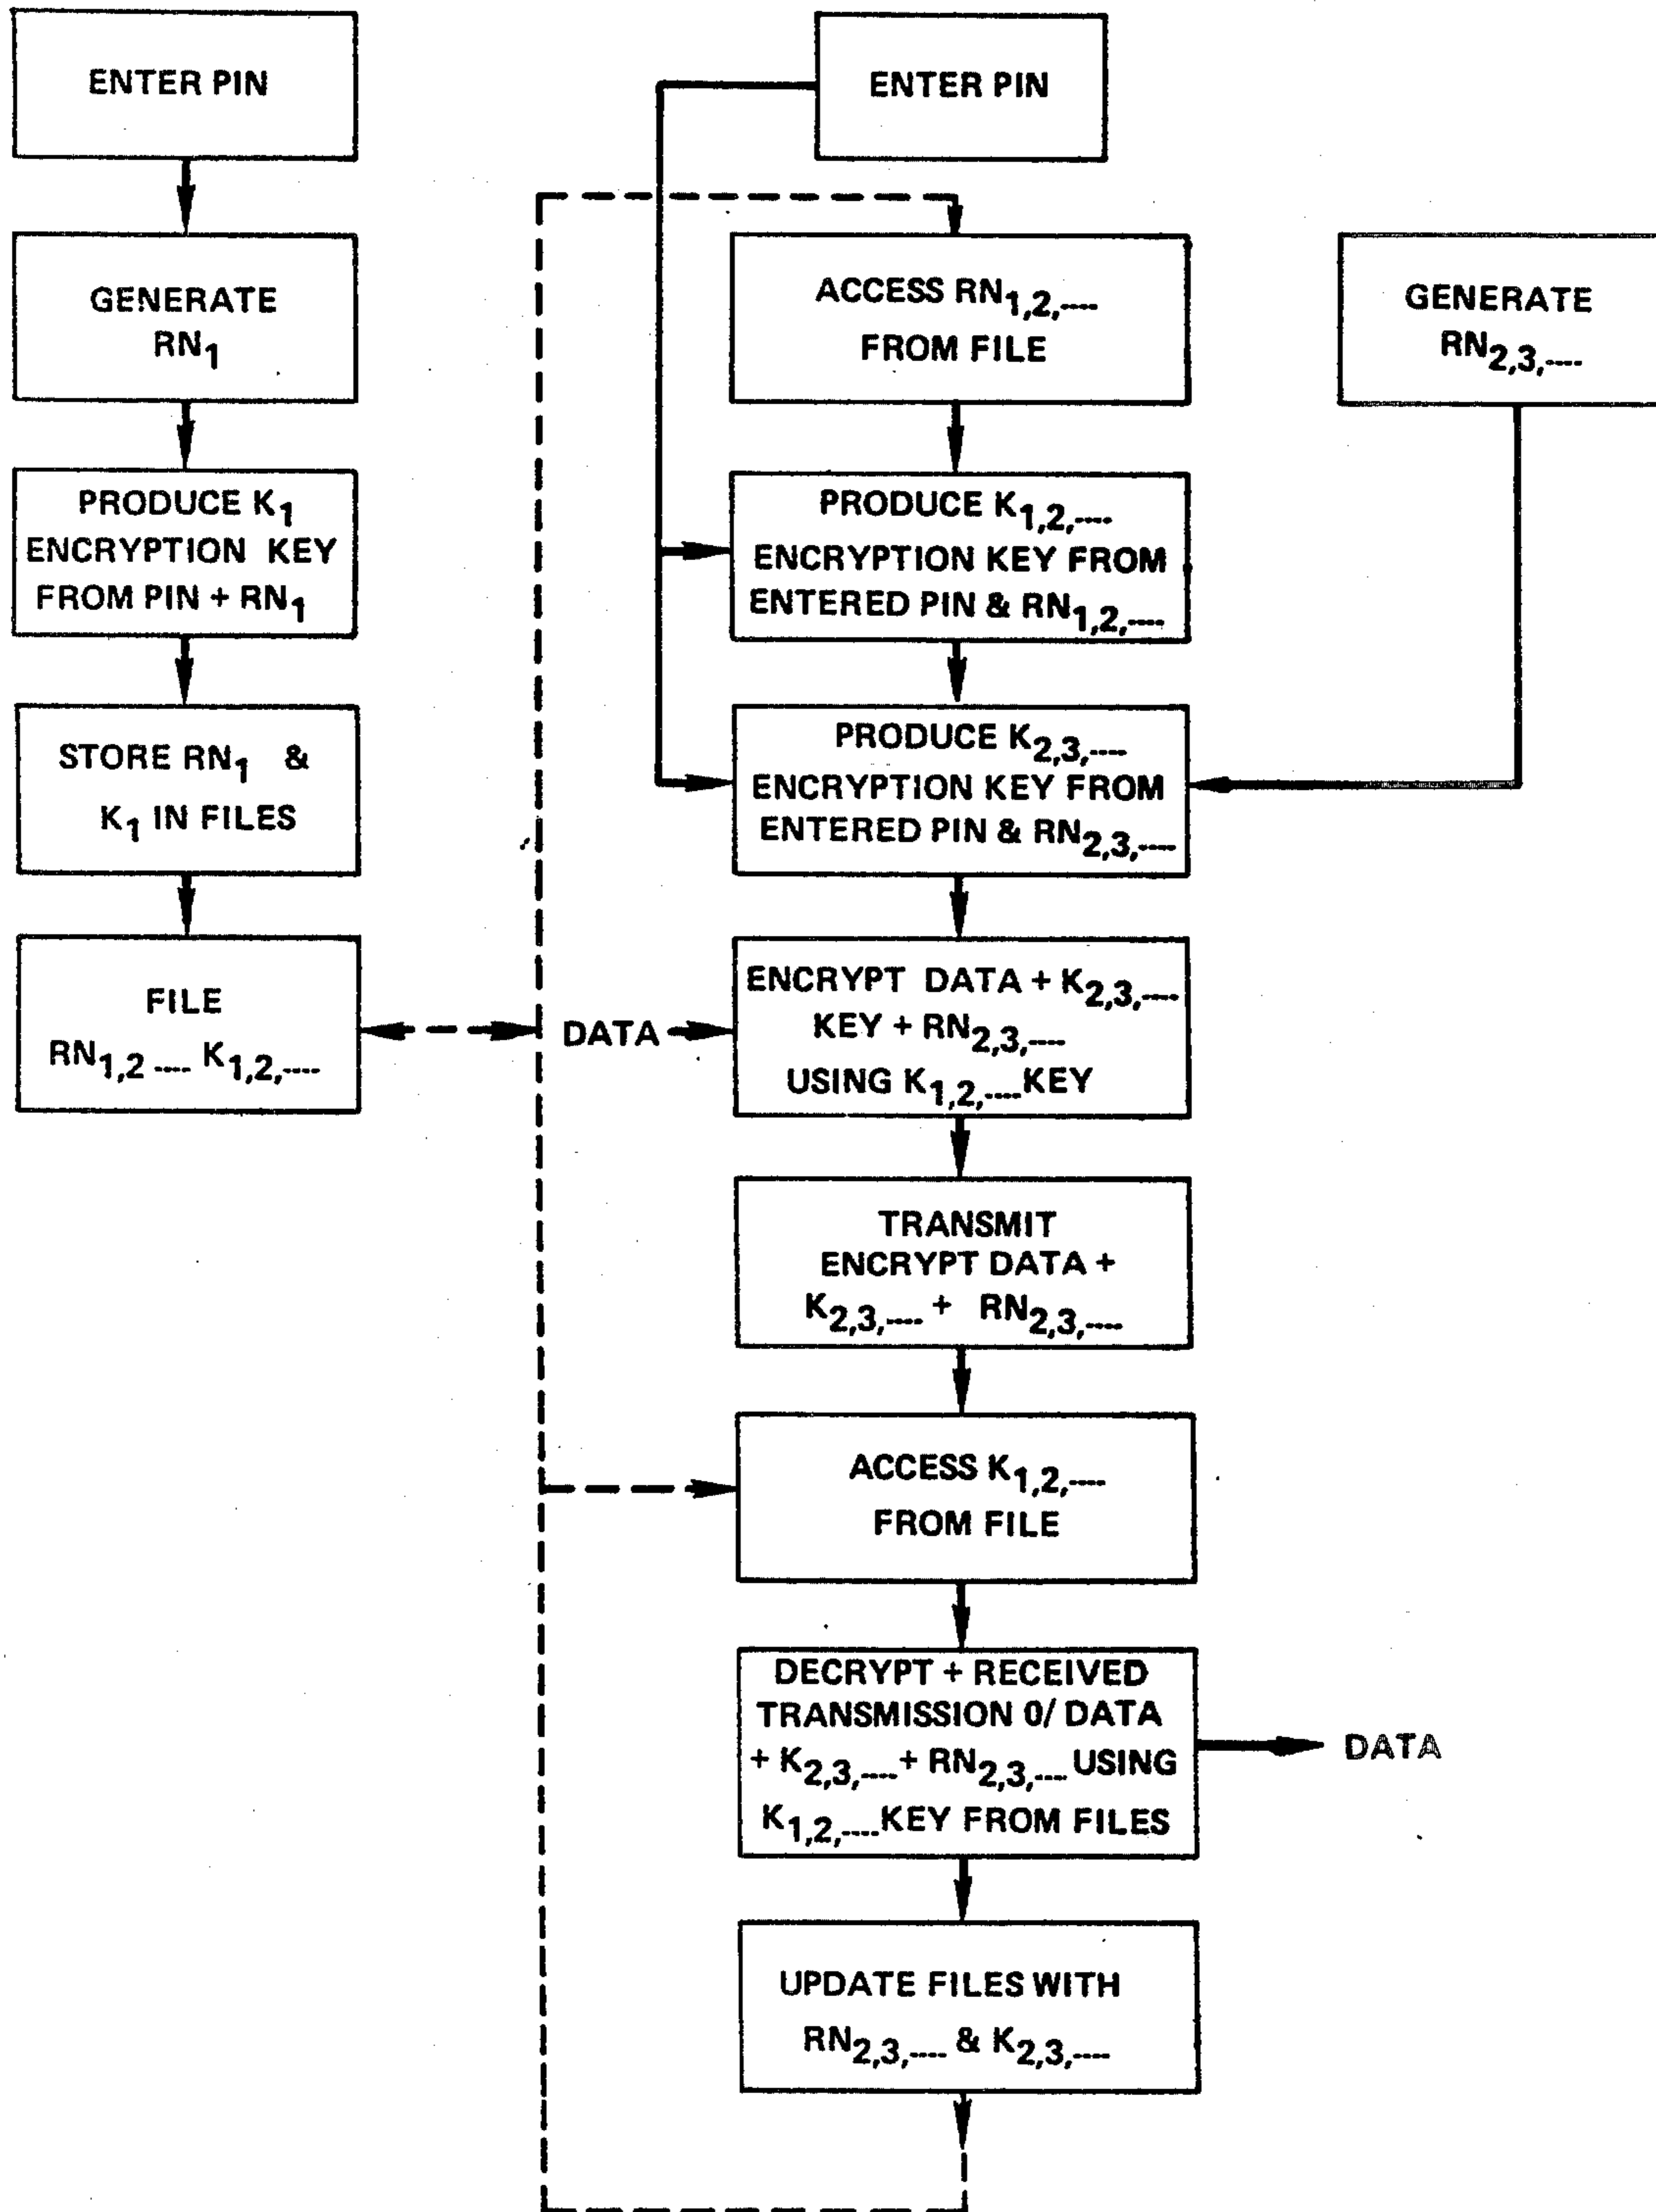 ENTER PIN
GENERATE
RN1
PRODUCE K1
ENCRYPTION KEY
FROM PIN + RN1
STORE RN1 &
K1 IN FILES
FILE
RN1,2 ---- K1,2,----
ENTER PIN
ACCESS RN1,2,----
FROM FILE
GENERATE
RN2,3,----
PRODUCE K1,2,----
ENCRYPTION KEY FROM
ENTERED PIN & RN1,2,----
PRODUCE K2,3,----
ENCRYPTION KEY FROM
ENTERED PIN & RN2,3,----
DATA
ENCRYPT DATA + K2,3,----
KEY + RN2,3,----
USING K1,2,----KEY
TRANSMIT
ENCRYPT DATA +
K2,3,---- + RN2,3,----
ACCESS K1,2,----
FROM FILE
DECRYPT + RECEIVED
TRANSMISSION 0/ DATA
+ K2,3,----+ RN2,3,---- USING
K1,2,----KEY FROM FILES
DATA
UPDATE FILES WITH
RN2,3,---- & K2,3,----